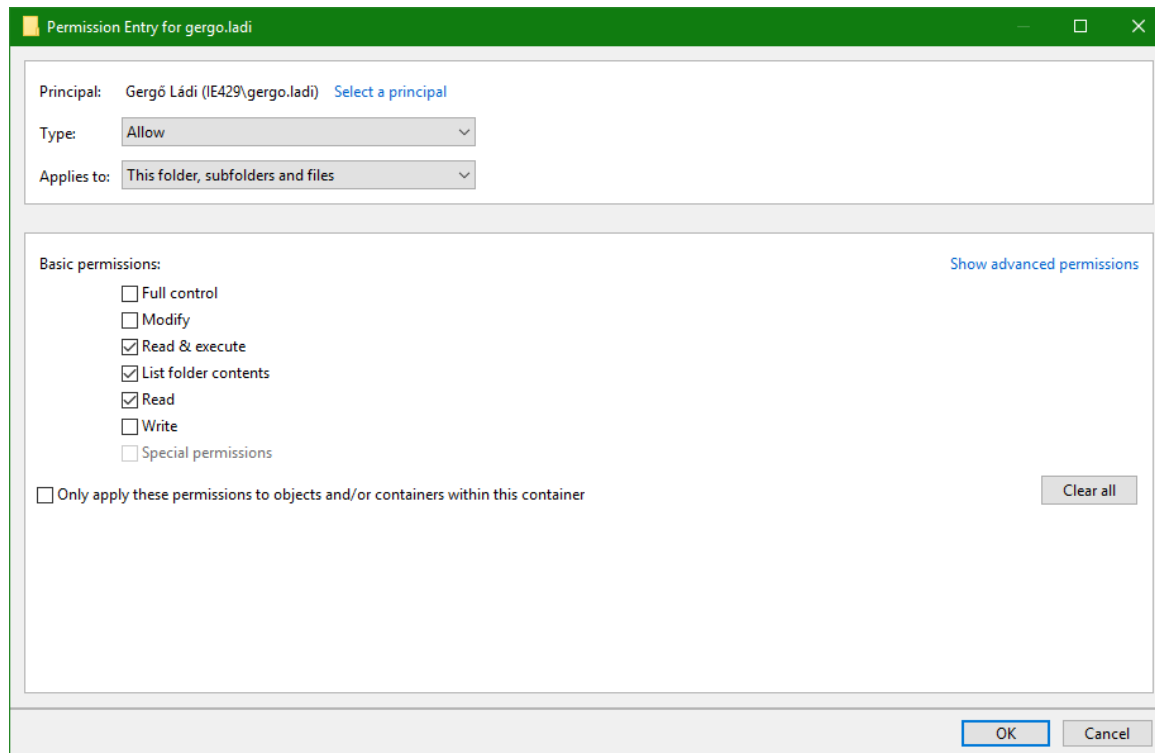 Permission Entry for gergo.ladi
Principal: Gergő Ládi (IE429\gergo.ladi) Select a principal
Type: Allow
Applies to: This folder, subfolders and files
Basic permissions: Show advanced permissions
Full control
Modify
Read & execute
List folder contents
Read
Write
Special permissions
Only apply these permissions to objects and/or containers within this container Clear all
OK Cancel